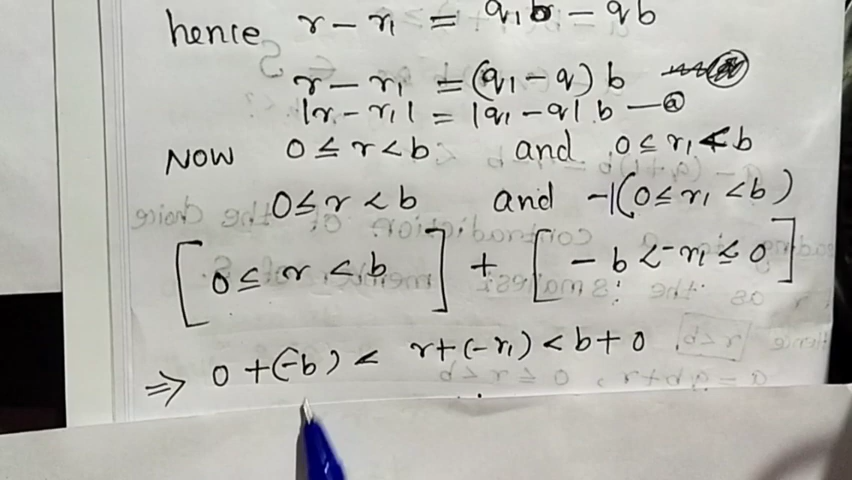 hence r - r₁ = q₁b - qb
r - r₁ = (q₁ - q) b
|r - r₁| = |q₁ - q| . b — ⓐ
NOW 0 ≤ r < b and 0 ≤ r₁ < b
0 ≤ r < b and -1(0 ≤ r₁ < b)
[0 ≤ r < b] + [-b < -r₁ ≤ 0]
⇒ 0 + (-b) < r + (-r₁) < b + 0